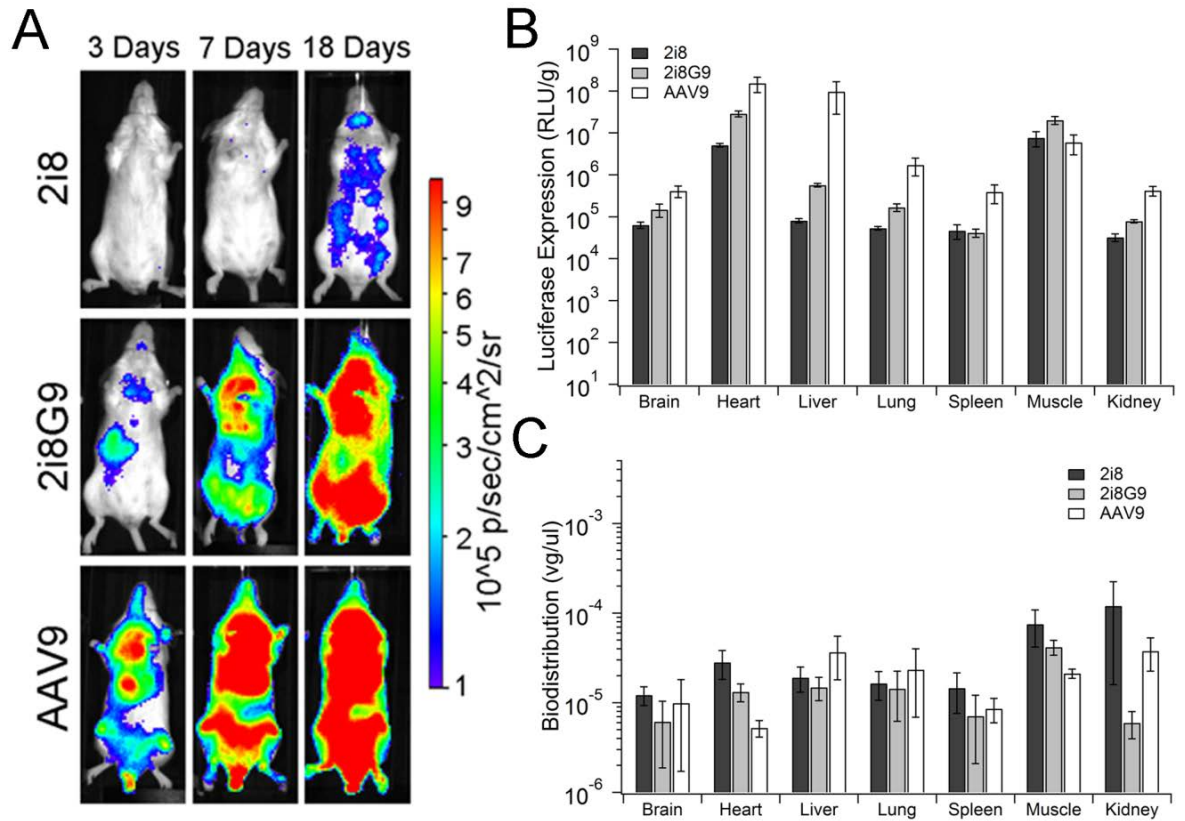 A
3 Days 7 Days 18 Days
2i8
2i8G9
AAV9
9
7
6
5
4
3
2
1
10^5 p/sec/cm^2/sr
B
Luciferase Expression (RLU/g)
10^9
10^8
10^7
10^6
10^5
10^4
10^3
10^2
10^1
2i8
2i8G9
AAV9
Brain Heart Liver Lung Spleen Muscle Kidney
C
Biodistribution (vg/ul)
10^-3
10^-4
10^-5
10^-6
2i8
2i8G9
AAV9
Brain Heart Liver Lung Spleen Muscle Kidney